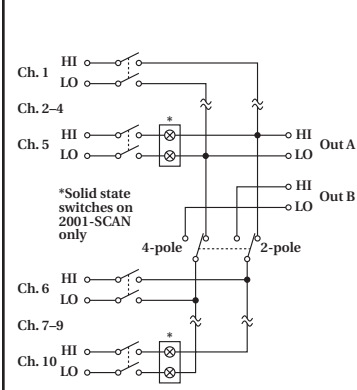 Ch. 1 HI
LO
Ch. 2–4
*
Ch. 5 HI
LO
HI
LO
Out A
HI
LO
Out B
*Solid state
switches on
2001-SCAN
only
4-pole
2-pole
Ch. 6 HI
LO
Ch. 7–9
*
Ch. 10 HI
LO